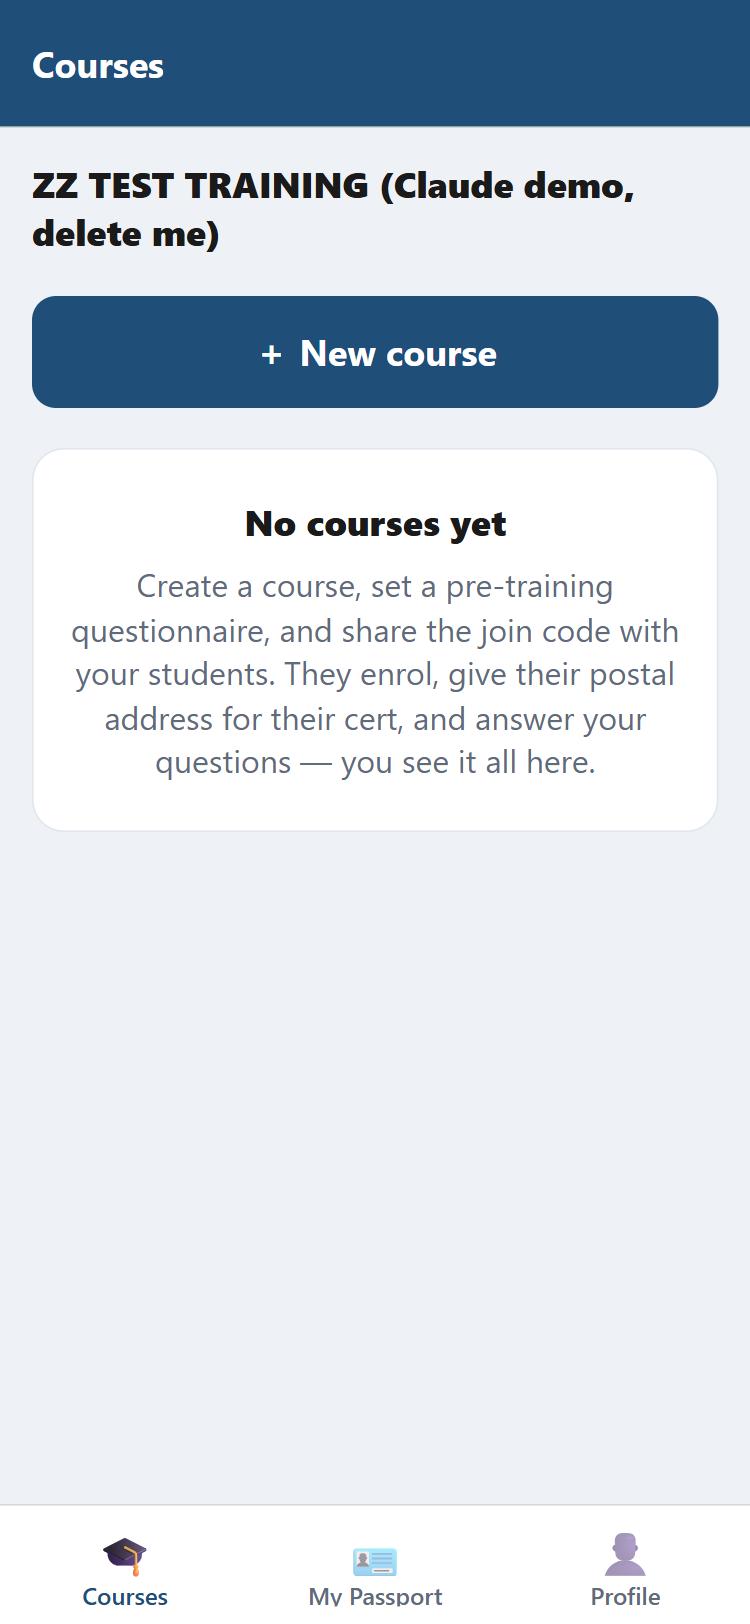 Courses
ZZ TEST TRAINING (Claude demo,
delete me)
+ New course
No courses yet
Create a course, set a pre-training
questionnaire, and share the join code with
your students. They enrol, give their postal
address for their cert, and answer your
questions — you see it all here.
Courses
My Passport
Profile